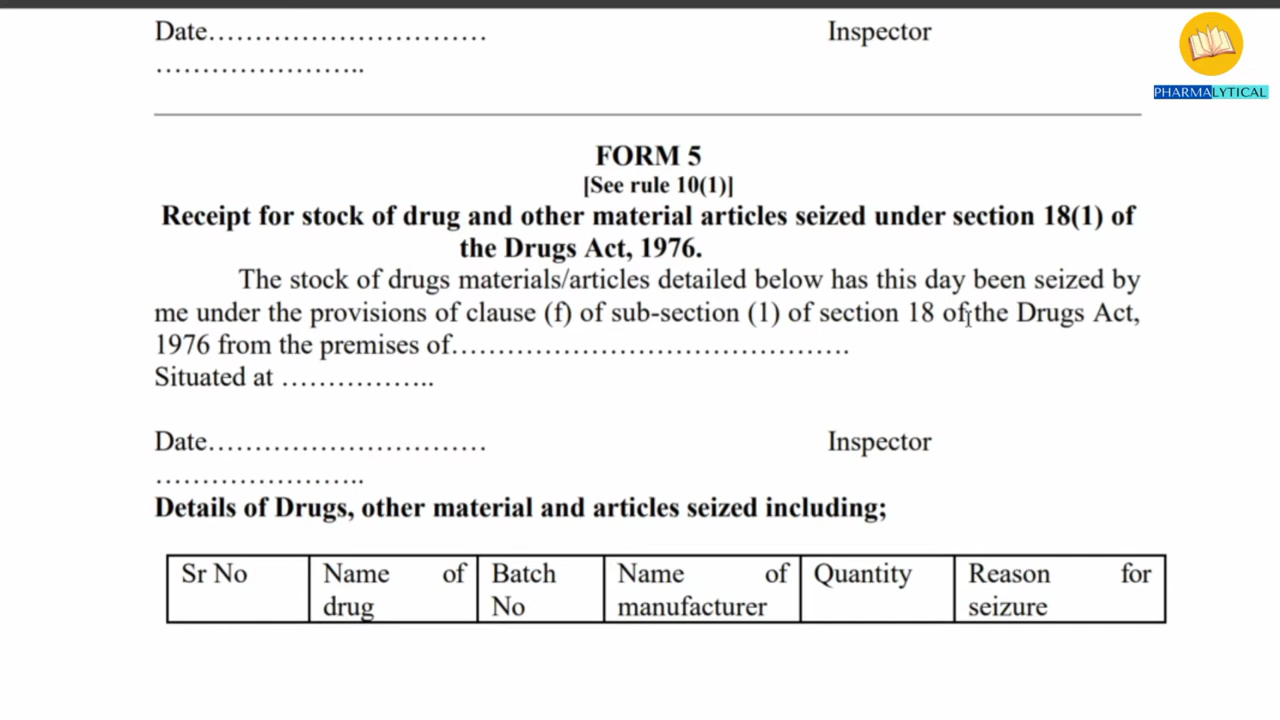 Date………………………… Inspector
…………………..
PHARMALYTICAL
FORM 5
[See rule 10(1)]
Receipt for stock of drug and other material articles seized under section 18(1) of
the Drugs Act, 1976.
The stock of drugs materials/articles detailed below has this day been seized by
me under the provisions of clause (f) of sub-section (1) of section 18 of the Drugs Act,
1976 from the premises of……………………………………
Situated at ……………..
Date………………………… Inspector
…………………..
Details of Drugs, other material and articles seized including;
Sr No Name of Batch Name of Quantity Reason for
drug No manufacturer seizure